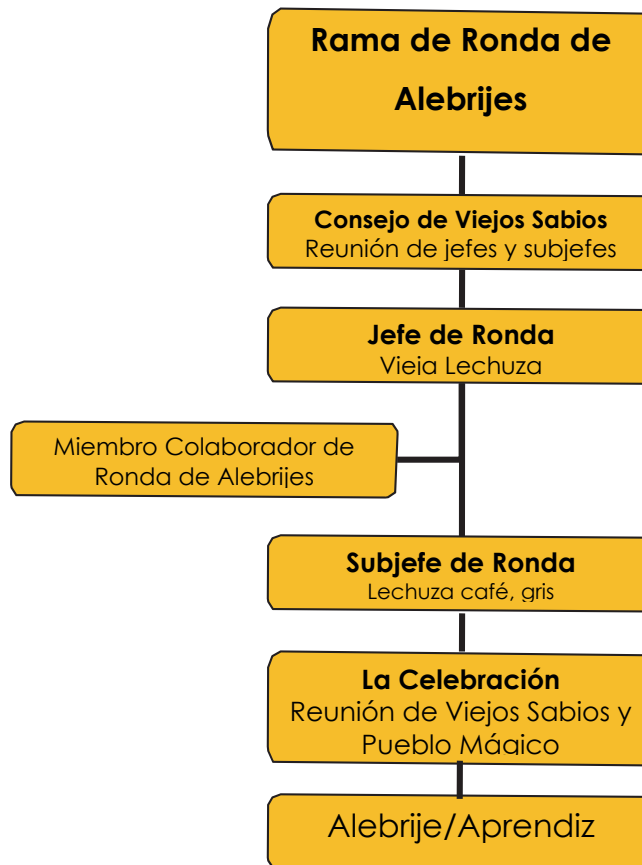 Rama de Ronda de
Alebrijes
Consejo de Viejos Sabios
Reunión de jefes y subjefes
Jefe de Ronda
Vieja Lechuza
Miembro Colaborador de
Ronda de Alebrijes
Subjefe de Ronda
Lechuza café, gris
La Celebración
Reunión de Viejos Sabios y
Pueblo Mágico
Alebrije/Aprendiz